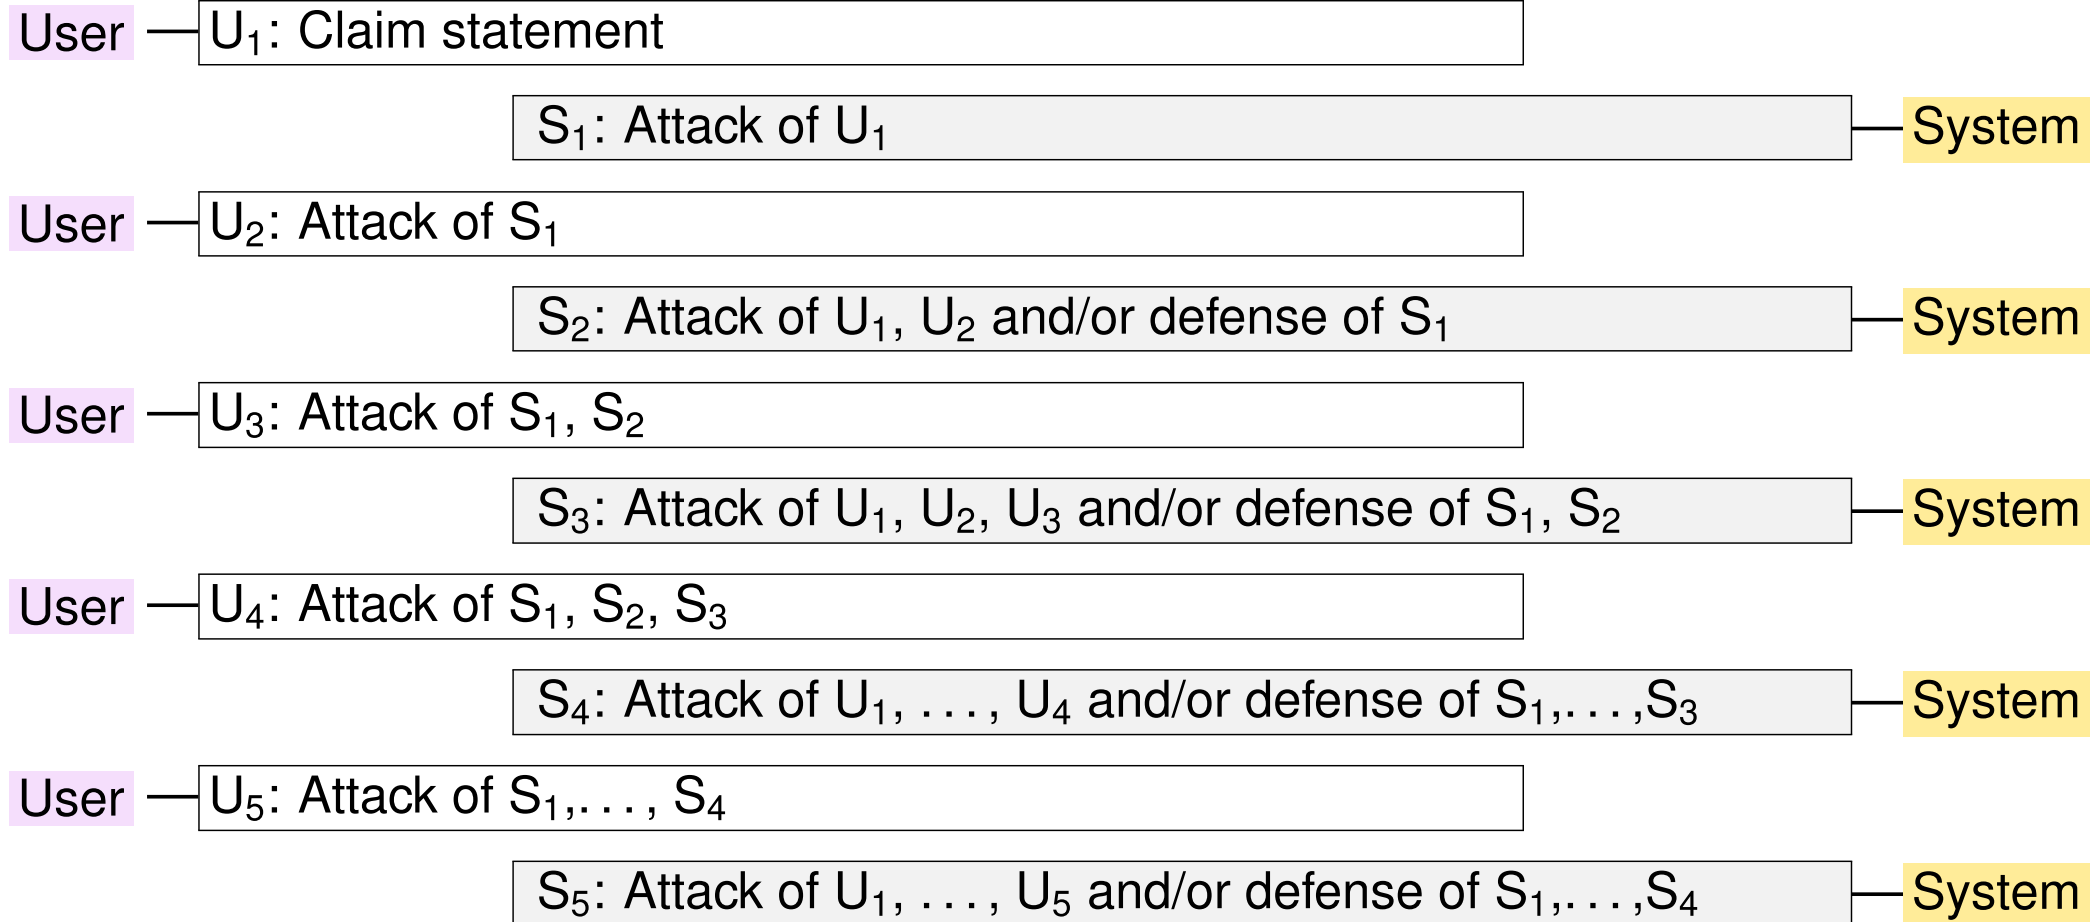 User U₁: Claim statement
S₁: Attack of U₁ System
User U₂: Attack of S₁
S₂: Attack of U₁, U₂ and/or defense of S₁ System
User U₃: Attack of S₁, S₂
S₃: Attack of U₁, U₂, U₃ and/or defense of S₁, S₂ System
User U₄: Attack of S₁, S₂, S₃
S₄: Attack of U₁, . . . , U₄ and/or defense of S₁,. . . ,S₃ System
User U₅: Attack of S₁,. . . , S₄
S₅: Attack of U₁, . . . , U₅ and/or defense of S₁,. . . ,S₄ System